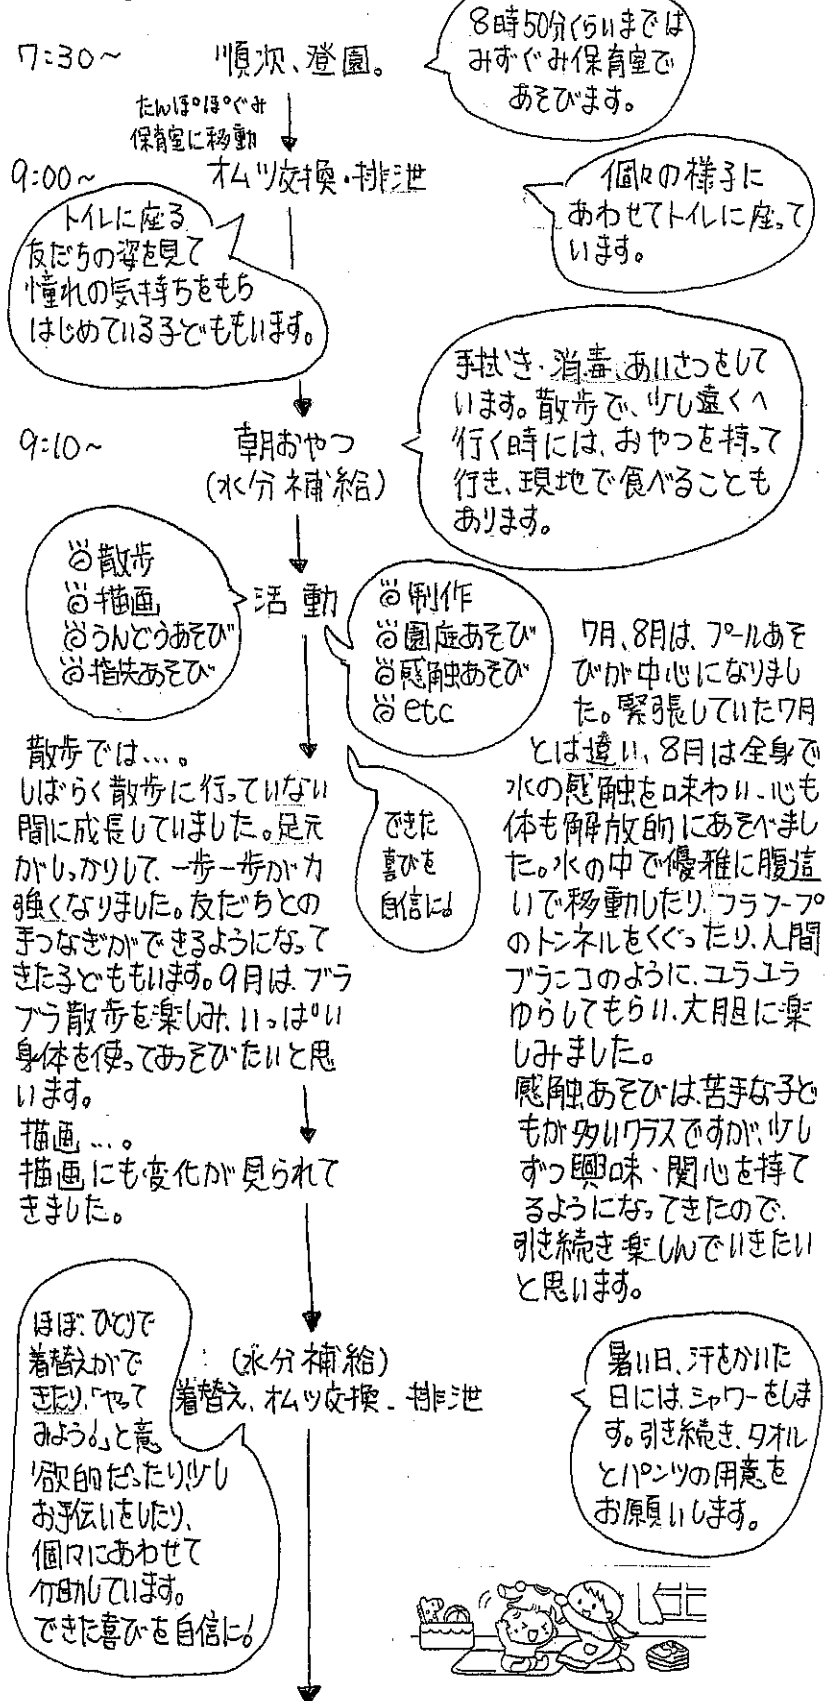 7:30～ 順次、登園。
8時50分くらいまでは
みずぐみ保育室で
あそびます。
たんぽぽぐみ
保育室に移動
9:00～ オムツ交換・排泄
個々の様子に
あわせてトイレに座って
います。
トイレに座る
友だちの姿を見て
憧れの気持ちをもち
はじめている子どももいます。
9:10～ 朝おやつ
(水分補給)
手拭き・消毒、あいさつをして
います。散歩で、少し遠くへ
行く時には、おやつを持って
行き、現地で食べることも
あります。
活動
◎散歩
◎描画
◎うんどうあそび
◎指先あそび
◎制作
◎園庭あそび
◎感触あそび
◎etc
できた
喜びを
自信に!
散歩では…。
しばらく散歩に行っていない
間に成長していました。足元
がしっかりして、一歩一歩が力
強くなりました。友だちとの
手つなぎができるようになって
きた子どももいます。9月は、ブラ
ブラ散歩を楽しみ、いっぱい
身体を使ってあそびたいと思
います。
描画…。
描画にも変化が見られて
きました。
7月、8月は、プールあそ
びが中心になりまし
た。緊張していた7月
とは違い、8月は全身で
水の感触を味わい、心も
体も解放的にあそべまし
た。水の中で優雅に腹這
いで移動したり、フラフープ
のトンネルをくぐったり、人間
ブランコのように、ユラユラ
ゆらしてもらい、大胆に楽
しみました。
感触あそびは、苦手な子ど
もが多いクラスですが、少し
ずつ興味・関心を持て
るようになってきたので、
引き続き楽しんでいきたい
と思います。
(水分補給)
着替え、オムツ交換、排泄
ほぼ、ひとりで
着替えがで
きたり、「やって
みよう!」と意
欲的だったり、少し
お手伝いをしたり、
個々にあわせて
介助しています。
できた喜びを自信に!
暑い日、汗をかいた
日には、シャワーをしま
す。引き続き、タオル
とパンツの用意を
お願いします。